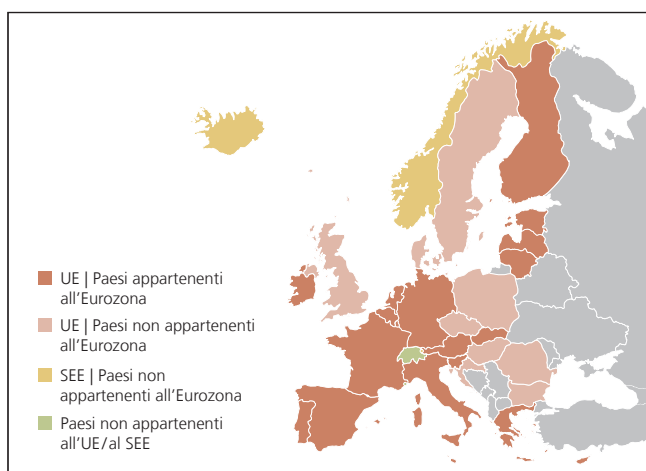 UE | Paesi appartenenti
all'Eurozona
UE | Paesi non appartenenti
all'Eurozona
SEE | Paesi non
appartenenti all'Eurozona
Paesi non appartenenti
all'UE/al SEE